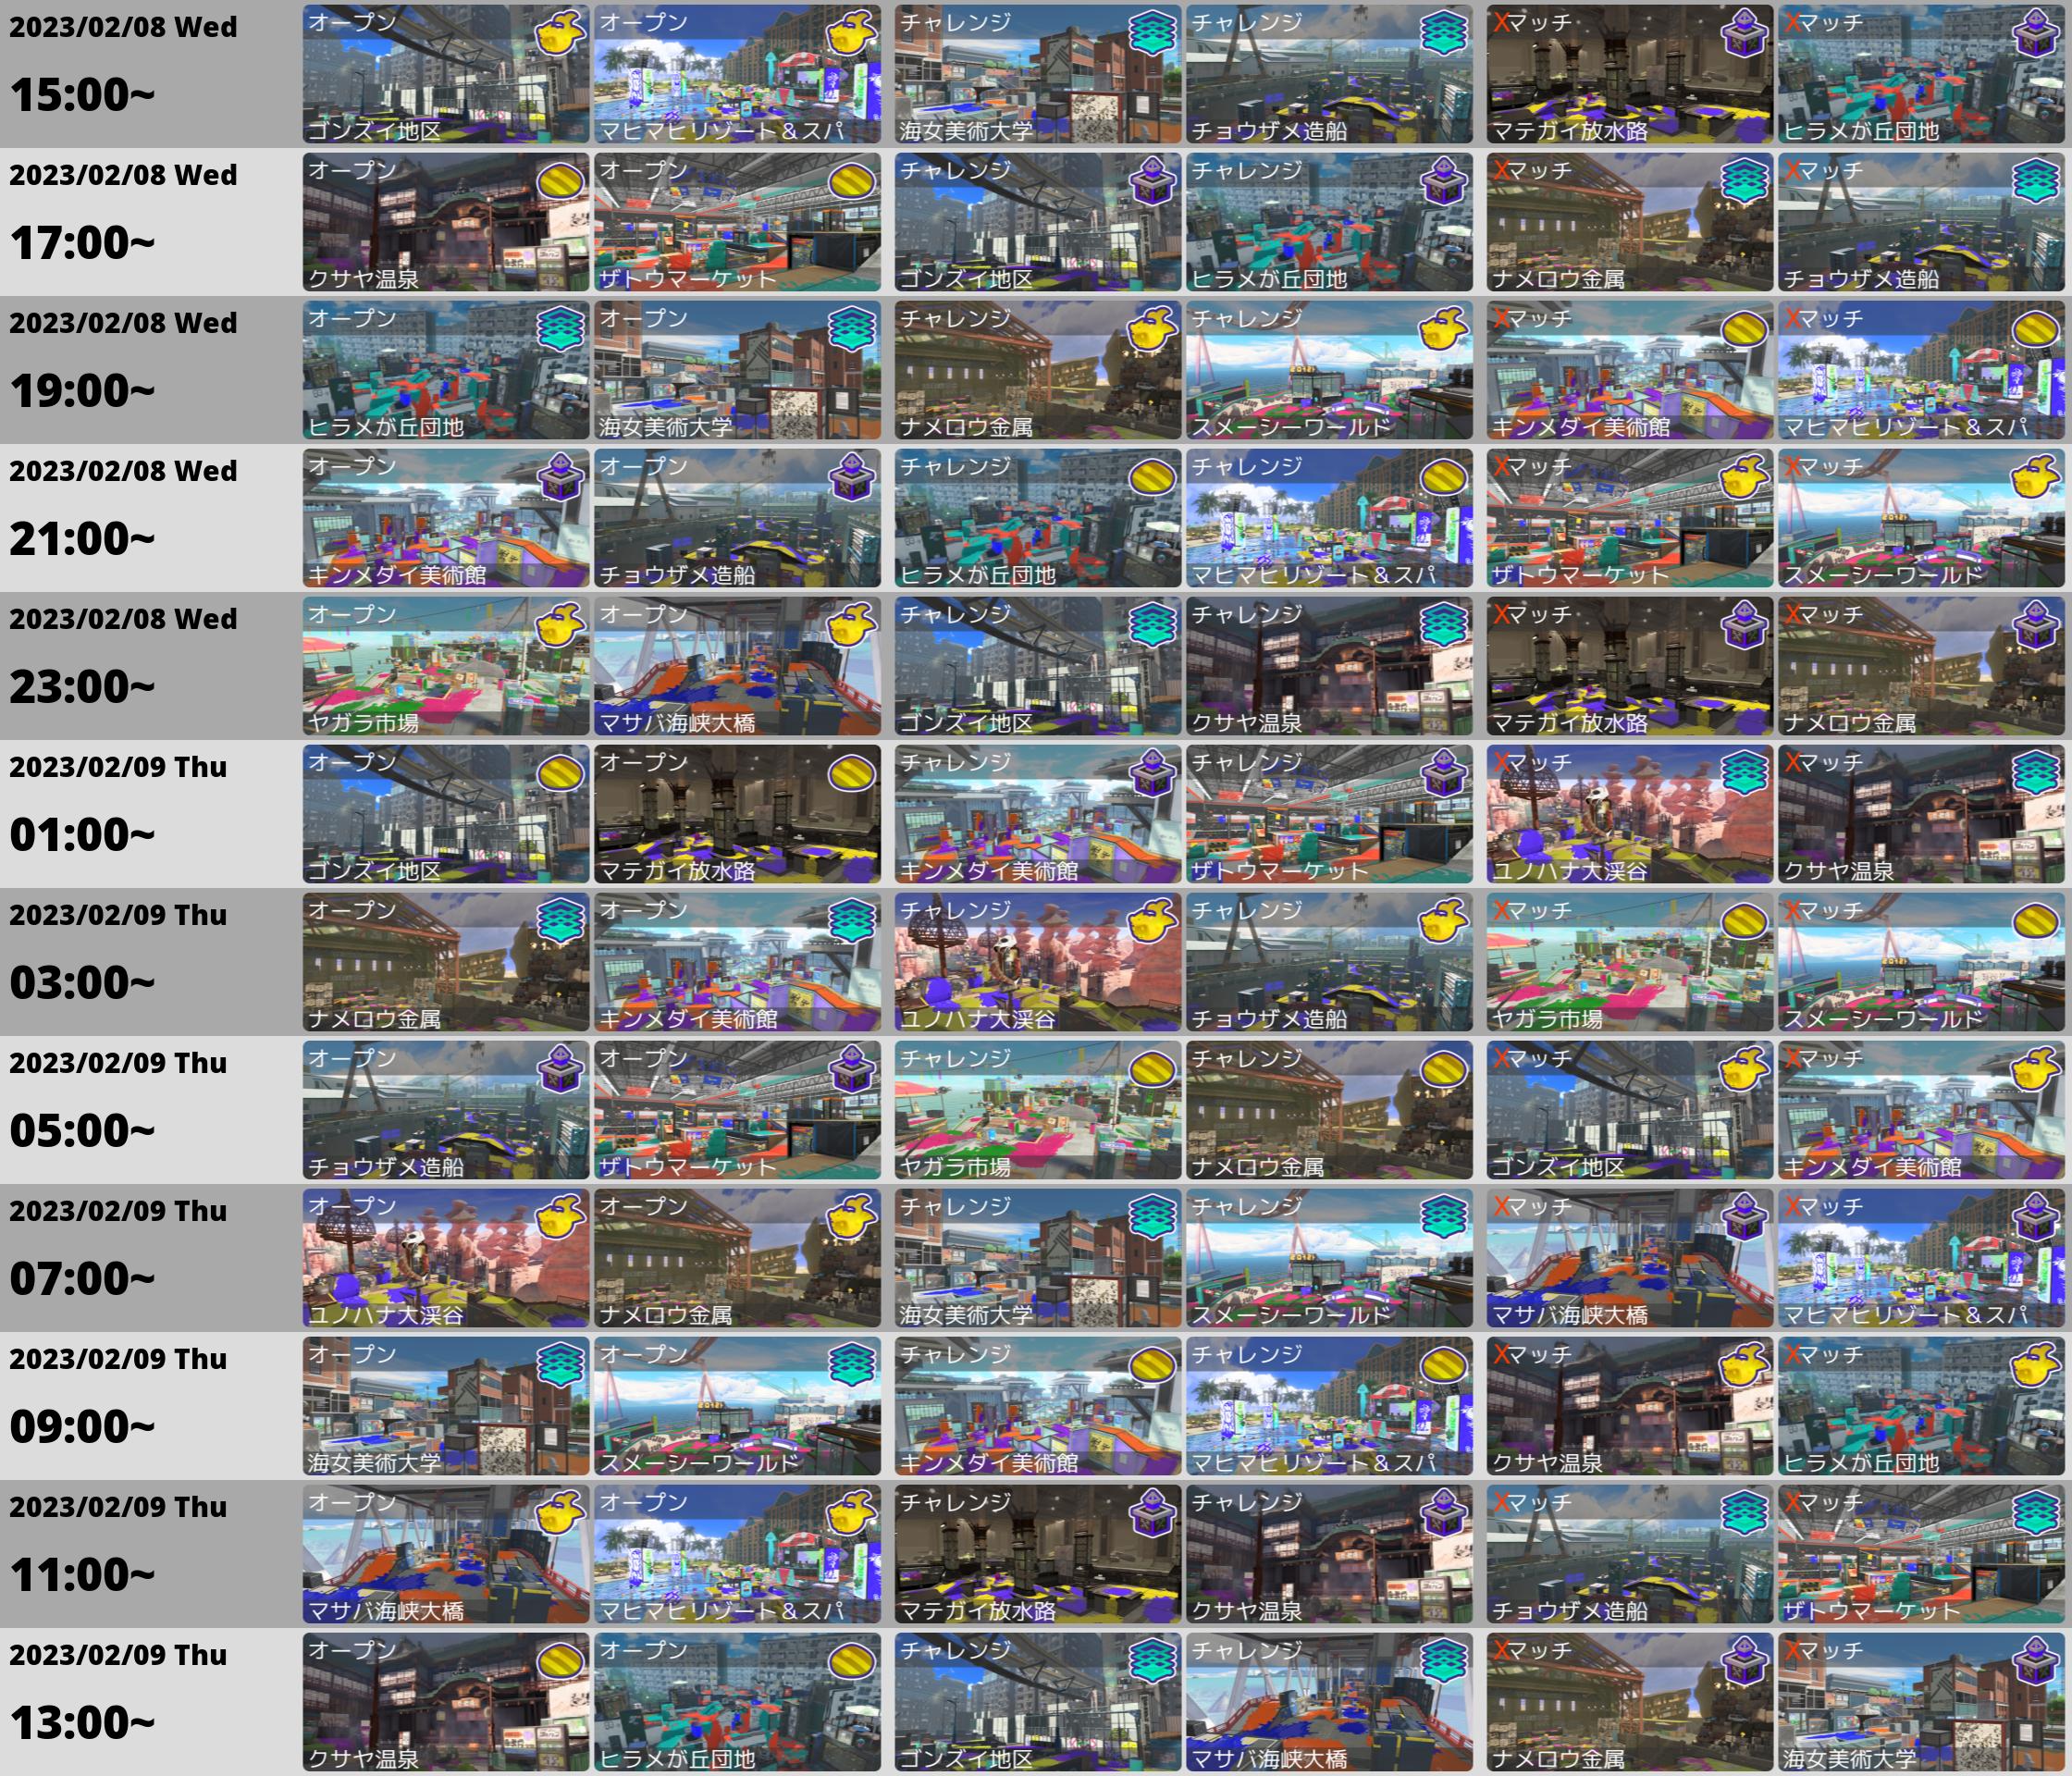 2023/02/08 Wed
15:00~
オープン
ゴンズイ地区
オープン
マヒマヒリゾート＆スパ
チャレンジ
海女美術大学
チャレンジ
チョウザメ造船
Xマッチ
マテガイ放水路
Xマッチ
ヒラメが丘団地
2023/02/08 Wed
17:00~
オープン
クサヤ温泉
オープン
ザトウマーケット
チャレンジ
ゴンズイ地区
チャレンジ
ヒラメが丘団地
Xマッチ
ナメロウ金属
Xマッチ
チョウザメ造船
2023/02/08 Wed
19:00~
オープン
ヒラメが丘団地
オープン
海女美術大学
チャレンジ
ナメロウ金属
チャレンジ
スメーシーワールド
Xマッチ
キンメダイ美術館
Xマッチ
マヒマヒリゾート＆スパ
2023/02/08 Wed
21:00~
オープン
キンメダイ美術館
オープン
チョウザメ造船
チャレンジ
ヒラメが丘団地
チャレンジ
マヒマヒリゾート＆スパ
Xマッチ
ザトウマーケット
Xマッチ
スメーシーワールド
2023/02/08 Wed
23:00~
オープン
ヤガラ市場
オープン
マサバ海峡大橋
チャレンジ
ゴンズイ地区
チャレンジ
クサヤ温泉
Xマッチ
マテガイ放水路
Xマッチ
ナメロウ金属
2023/02/09 Thu
01:00~
オープン
ゴンズイ地区
オープン
マテガイ放水路
チャレンジ
キンメダイ美術館
チャレンジ
ザトウマーケット
Xマッチ
ユノハナ大渓谷
Xマッチ
クサヤ温泉
2023/02/09 Thu
03:00~
オープン
ナメロウ金属
オープン
キンメダイ美術館
チャレンジ
ユノハナ大渓谷
チャレンジ
チョウザメ造船
Xマッチ
ヤガラ市場
Xマッチ
スメーシーワールド
2023/02/09 Thu
05:00~
オープン
チョウザメ造船
オープン
ザトウマーケット
チャレンジ
ヤガラ市場
チャレンジ
ナメロウ金属
Xマッチ
ゴンズイ地区
Xマッチ
キンメダイ美術館
2023/02/09 Thu
07:00~
オープン
ユノハナ大渓谷
オープン
ナメロウ金属
チャレンジ
海女美術大学
チャレンジ
スメーシーワールド
Xマッチ
マサバ海峡大橋
Xマッチ
マヒマヒリゾート＆スパ
2023/02/09 Thu
09:00~
オープン
海女美術大学
オープン
スメーシーワールド
チャレンジ
キンメダイ美術館
チャレンジ
マヒマヒリゾート＆スパ
Xマッチ
クサヤ温泉
Xマッチ
ヒラメが丘団地
2023/02/09 Thu
11:00~
オープン
マサバ海峡大橋
オープン
マヒマヒリゾート＆スパ
チャレンジ
マテガイ放水路
チャレンジ
クサヤ温泉
Xマッチ
チョウザメ造船
Xマッチ
ザトウマーケット
2023/02/09 Thu
13:00~
オープン
クサヤ温泉
オープン
ヒラメが丘団地
チャレンジ
ゴンズイ地区
チャレンジ
マサバ海峡大橋
Xマッチ
ナメロウ金属
Xマッチ
海女美術大学